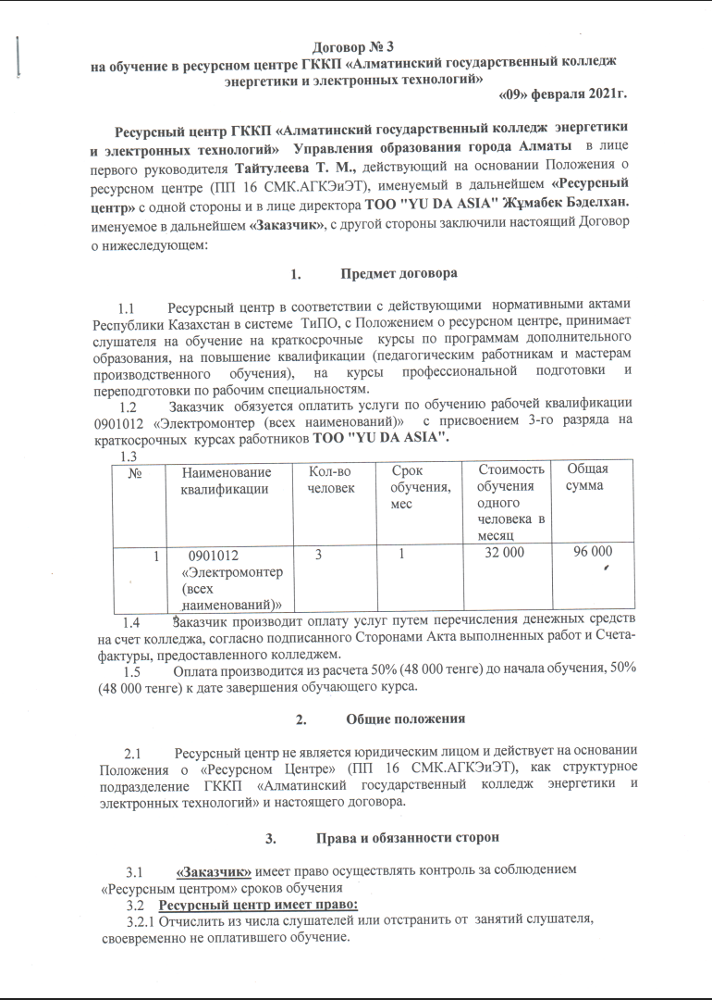 Договор № 3
на обучение в ресурсном центре ГККП «Алматинский государственный колледж
энергетики и электронных технологий»
«09» февраля 2021г.
Ресурсный центр ГККП «Алматинский государственный колледж энергетики
и электронных технологий» Управления образования города Алматы в лице
первого руководителя Тайтулеева Т. М., действующий на основании Положения о
ресурсном центре (ПП 16 СМК.АГКЭиЭТ), именуемый в дальнейшем «Ресурсный
центр» с одной стороны и в лице директора ТОО "YU DA ASIA" Жұмабек Бәделхан.
именуемое в дальнейшем «Заказчик», с другой стороны заключили настоящий Договор
о нижеследующем:
1. Предмет договора
1.1 Ресурсный центр в соответствии с действующими нормативными актами
Республики Казахстан в системе ТиПО, с Положением о ресурсном центре, принимает
слушателя на обучение на краткосрочные курсы по программам дополнительного
образования, на повышение квалификации (педагогическим работникам и мастерам
производственного обучения), на курсы профессиональной подготовки и
переподготовки по рабочим специальностям.
1.2 Заказчик обязуется оплатить услуги по обучению рабочей квалификации
0901012 «Электромонтер (всех наименований)» с присвоением 3-го разряда на
краткосрочных курсах работников ТОО "YU DA ASIA".
1.3
№ Наименование Кол-во Срок Стоимость Общая
квалификации человек обучения, обучения сумма
мес одного
человека в
месяц
1 0901012 3 1 32 000 96 000
«Электромонтер
(всех
наименований)»
1.4 Заказчик производит оплату услуг путем перечисления денежных средств
на счет колледжа, согласно подписанного Сторонами Акта выполненных работ и Счета-
фактуры, предоставленного колледжем.
1.5 Оплата производится из расчета 50% (48 000 тенге) до начала обучения, 50%
(48 000 тенге) к дате завершения обучающего курса.
2. Общие положения
2.1 Ресурсный центр не является юридическим лицом и действует на основании
Положения о «Ресурсном Центре» (ПП 16 СМК.АГКЭиЭТ), как структурное
подразделение ГККП «Алматинский государственный колледж энергетики и
электронных технологий» и настоящего договора.
3. Права и обязанности сторон
3.1 «Заказчик» имеет право осуществлять контроль за соблюдением
«Ресурсным центром» сроков обучения
3.2 Ресурсный центр имеет право:
3.2.1 Отчислить из числа слушателей или отстранить от занятий слушателя,
своевременно не оплатившего обучение.